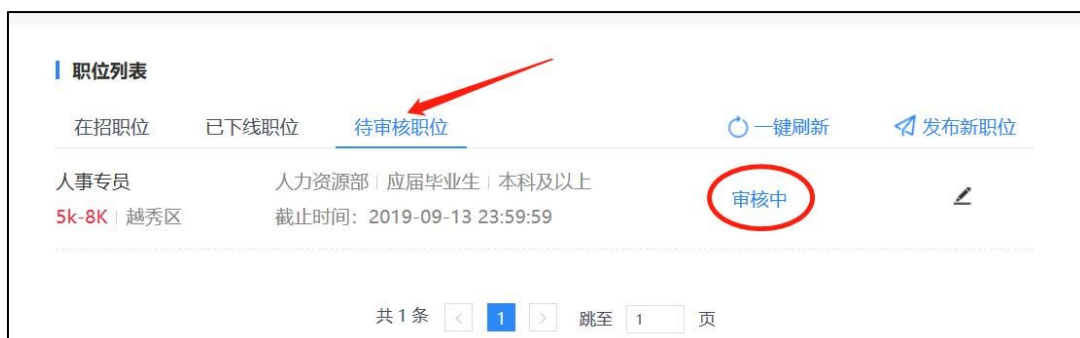 职位列表
在招职位 已下线职位 待审核职位 一键刷新 发布新职位
人事专员 人力资源部 | 应届毕业生 | 本科及以上 审核中
5k-8K | 越秀区 截止时间：2019-09-13 23:59:59
共 1 条 < 1 > 跳至 1 页